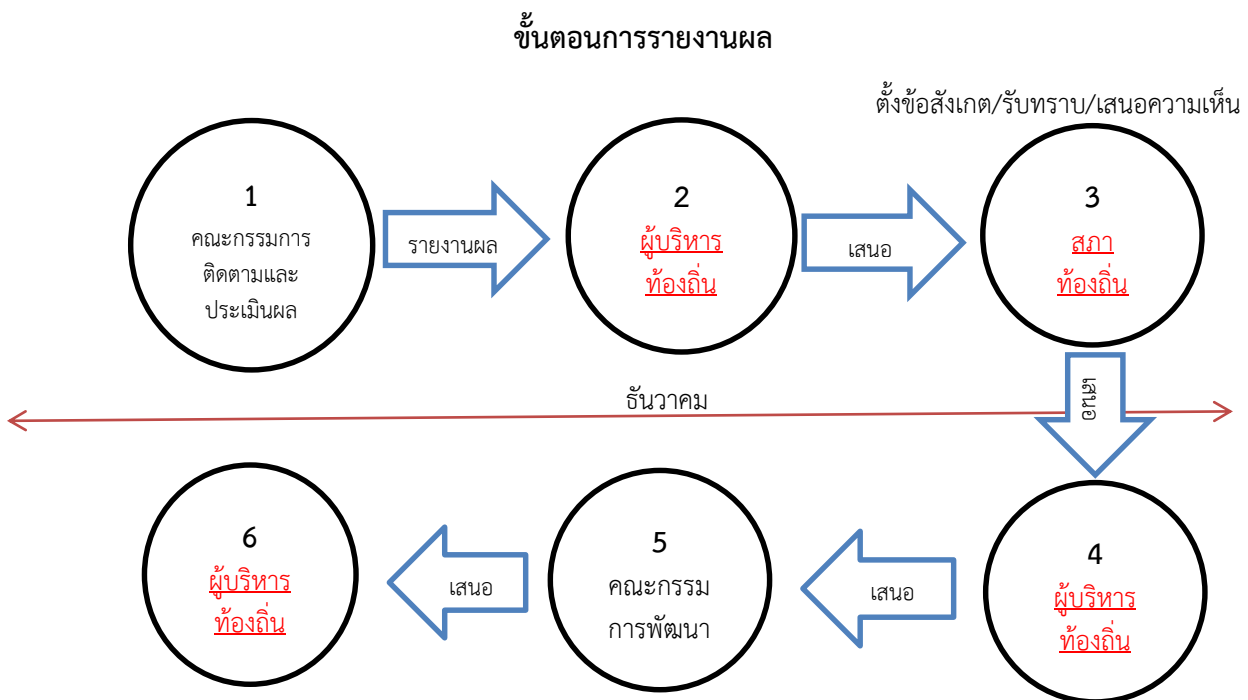 ขั้นตอนการรายงานผล
ตั้งข้อสังเกต/รับทราบ/เสนอความเห็น
1
คณะกรรมการ
ติดตามและ
ประเมินผล
รายงานผล
2
ผู้บริหาร
ท้องถิ่น
เสนอ
3
สภา
ท้องถิ่น
เสนอ
ธันวาคม
4
ผู้บริหาร
ท้องถิ่น
เสนอ
5
คณะกรรม
การพัฒนา
เสนอ
6
ผู้บริหาร
ท้องถิ่น